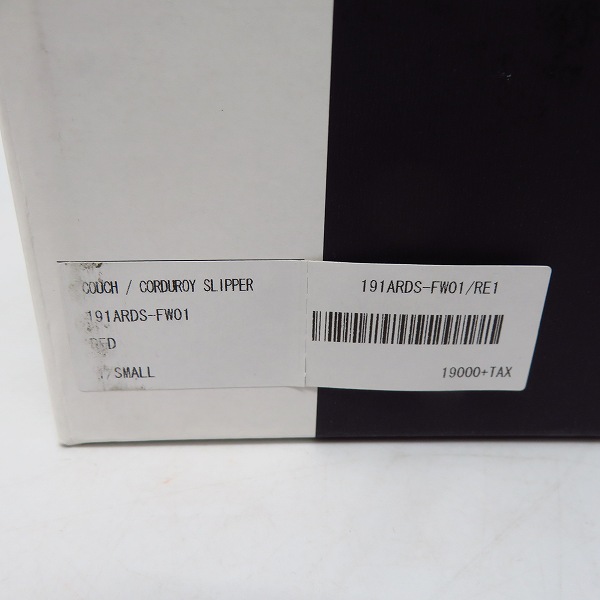 COUCH / CORDUROY SLIPPER
191ARDS-FW01
RED
/SMALL
191ARDS-FW01/RE1
19000+TAX